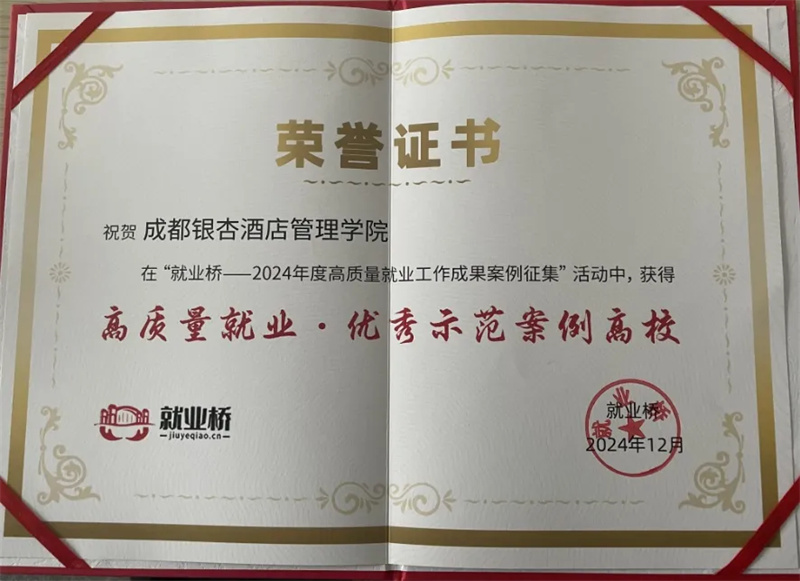 荣誉证书
祝贺 成都银杏酒店管理学院
在“就业桥——2024年度高质量就业工作成果案例征集”活动中,获得
高质量就业·优秀示范案例高校
就业桥
jiuyeqiao.cn
就业桥
就业桥
2024年12月